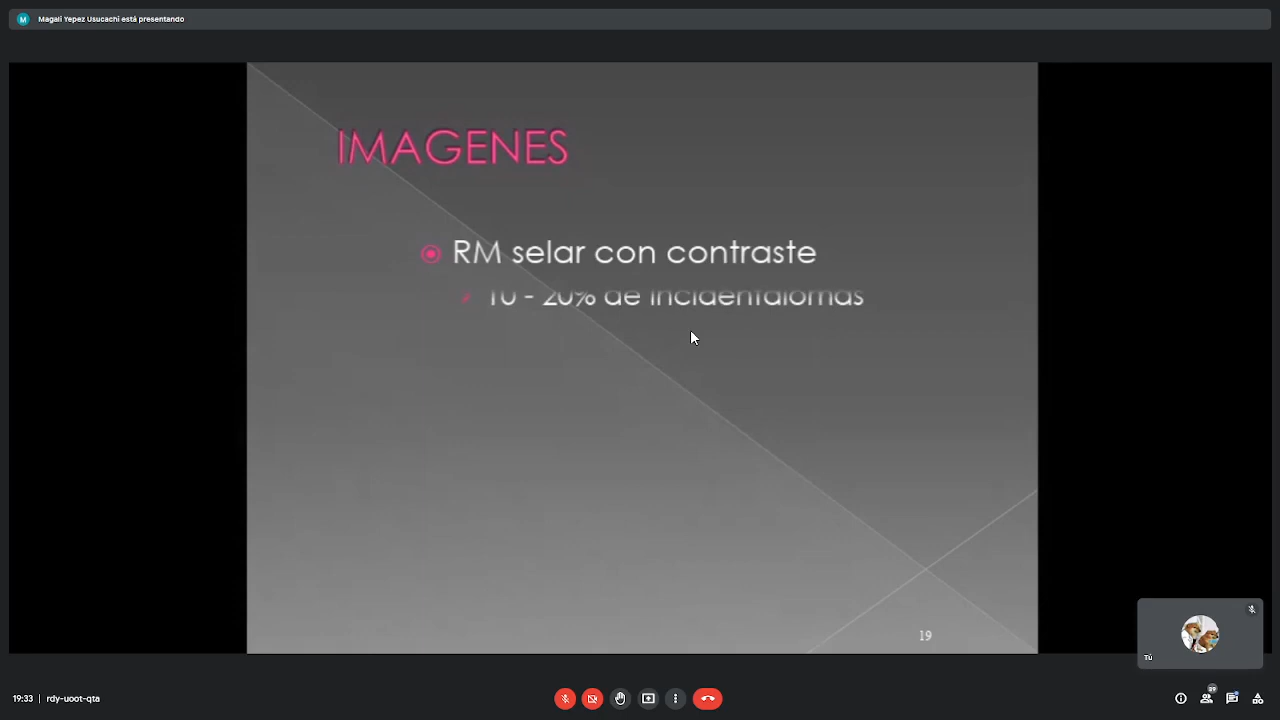 Magali Yepez Usucachi está presentando
M
IMAGENES
RM selar con contraste
10 - 20% de incidentalomas
19
Tú
19:33 | rdy-uoot-qta
29